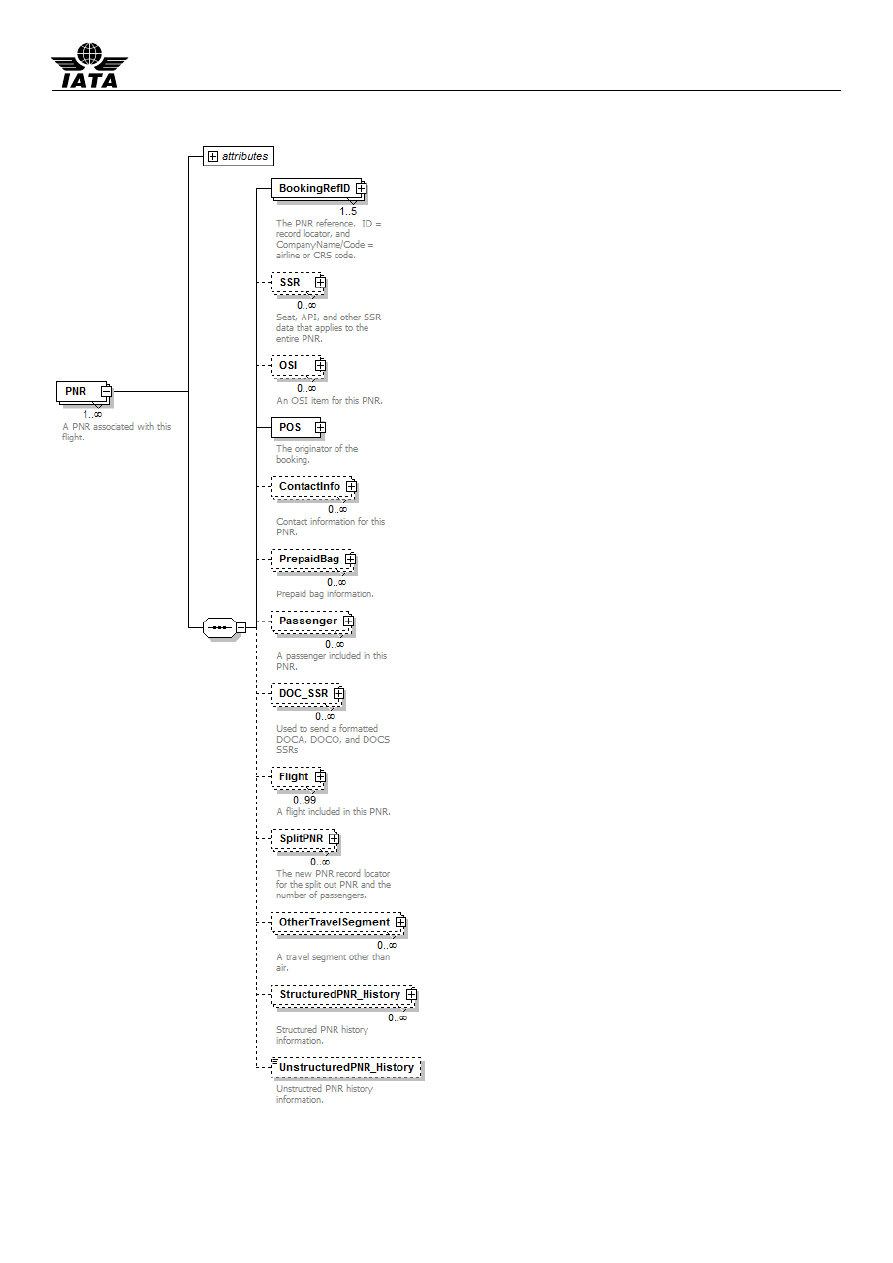 IATA
attributes
BookingRefID
1..5
The PNR reference. ID =
record locator, and
CompanyName/Code =
airline or CRS code.
SSR
0..∞
Seat, API, and other SSR
data that applies to the
entire PNR.
OSI
0..∞
An OSI item for this PNR.
PNR
1..∞
A PNR associated with this
flight.
POS
The originator of the
booking.
ContactInfo
0..∞
Contact information for this
PNR.
PrepaidBag
0..∞
Prepaid bag information.
Passenger
0..∞
A passenger included in this
PNR.
DOC_SSR
0..∞
Used to send a formatted
DOCA, DOCO, and DOCS
SSRs
Flight
0..99
A flight included in this PNR.
SplitPNR
0..∞
The new PNR record locator
for the split out PNR and the
number of passengers.
OtherTravelSegment
0..∞
A travel segment other than
air.
StructuredPNR_History
0..∞
Structured PNR history
information.
UnstructuredPNR_History
Unstructred PNR history
information.